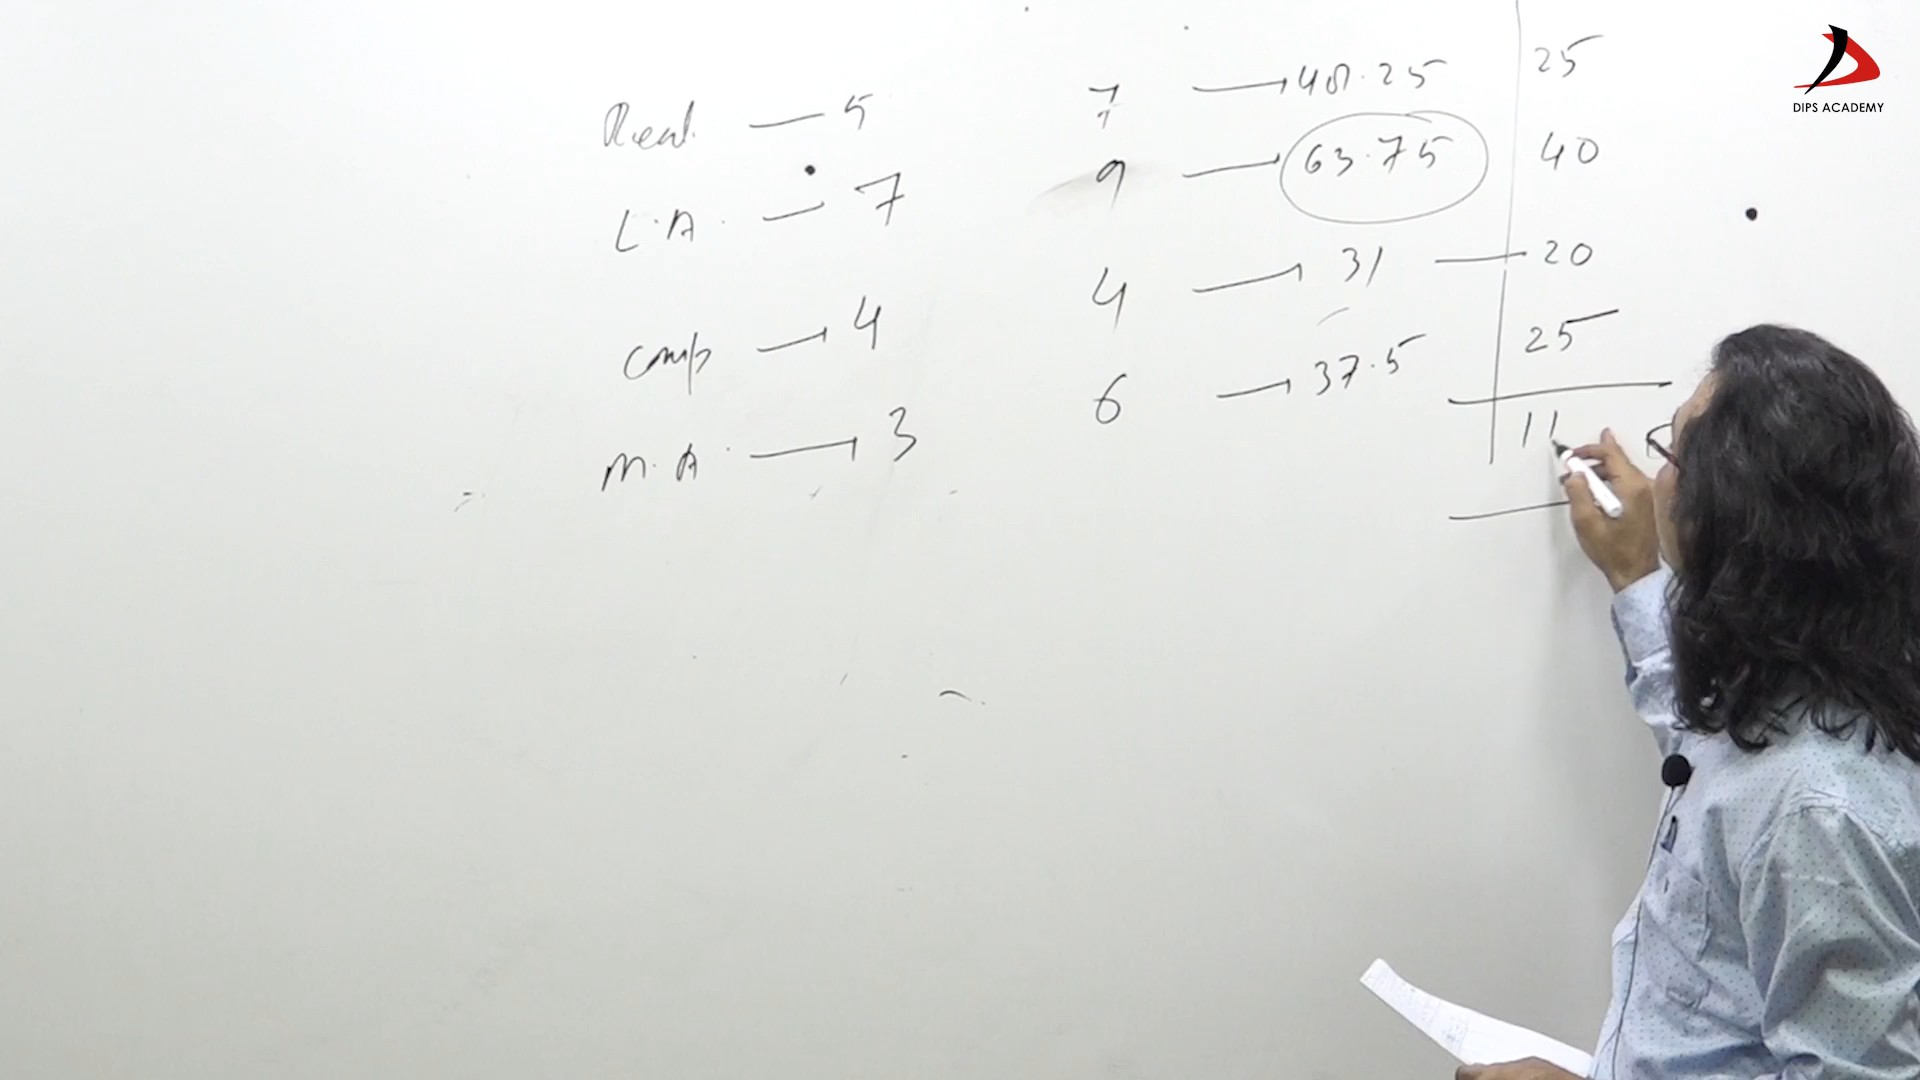 Real — 5 7 — 48.25 25
L.A. — 7 9 — 63.75 40
Comp — 4 4 — 31 — 20
M.A. — 3 6 — 37.5 25
11
DIPS ACADEMY